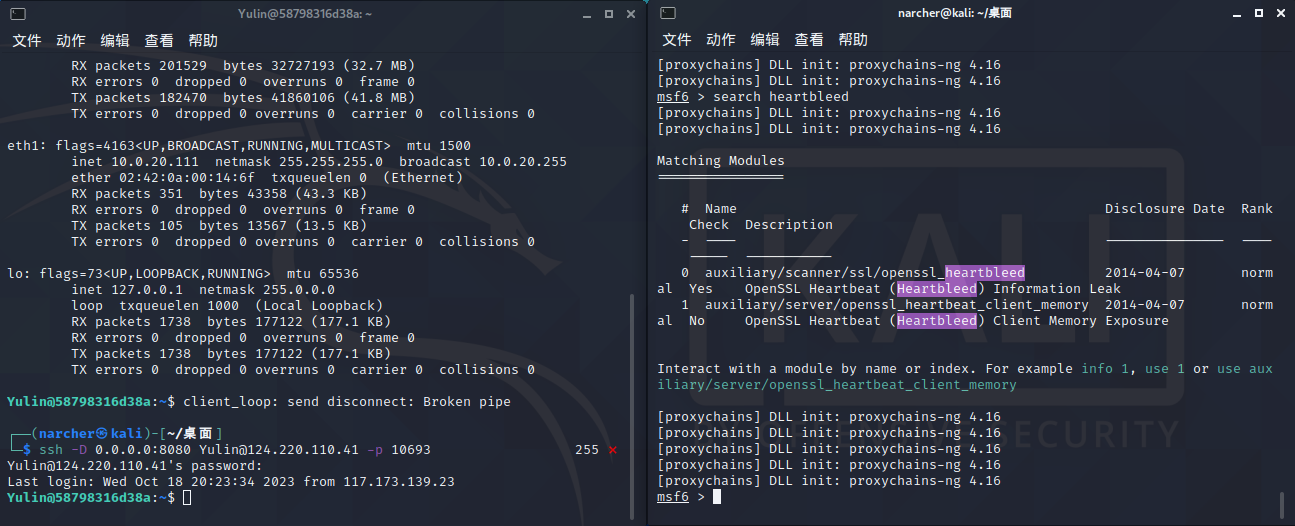 Yulin@58798316d38a: ~
文件 动作 编辑 查看 帮助
RX packets 201529  bytes 32727193 (32.7 MB)
RX errors 0  dropped 0  overruns 0  frame 0
TX packets 182470  bytes 41860106 (41.8 MB)
TX errors 0  dropped 0 overruns 0  carrier 0  collisions 0
eth1: flags=4163<UP,BROADCAST,RUNNING,MULTICAST>  mtu 1500
inet 10.0.20.111  netmask 255.255.255.0  broadcast 10.0.20.255
ether 02:42:0a:00:14:6f  txqueuelen 0  (Ethernet)
RX packets 351  bytes 43358 (43.3 KB)
RX errors 0  dropped 0  overruns 0  frame 0
TX packets 105  bytes 13567 (13.5 KB)
TX errors 0  dropped 0 overruns 0  carrier 0  collisions 0
lo: flags=73<UP,LOOPBACK,RUNNING>  mtu 65536
inet 127.0.0.1  netmask 255.0.0.0
loop  txqueuelen 1000  (Local Loopback)
RX packets 1738  bytes 177122 (177.1 KB)
RX errors 0  dropped 0  overruns 0  frame 0
TX packets 1738  bytes 177122 (177.1 KB)
TX errors 0  dropped 0 overruns 0  carrier 0  collisions 0
Yulin@58798316d38a:~$ client_loop: send disconnect: Broken pipe
┌──(narcher㉿kali)-[~/桌面]
└─$ ssh -D 0.0.0.0:8080 Yulin@124.220.110.41 -p 10693 255 ⨯
Yulin@124.220.110.41's password:
Last login: Wed Oct 18 20:23:34 2023 from 117.173.139.23
Yulin@58798316d38a:~$
narcher@kali: ~/桌面
文件 动作 编辑 查看 帮助
[proxychains] DLL init: proxychains-ng 4.16
[proxychains] DLL init: proxychains-ng 4.16
msf6 > search heartbleed
[proxychains] DLL init: proxychains-ng 4.16
[proxychains] DLL init: proxychains-ng 4.16
Matching Modules
================
#  Name  Disclosure Date  Rank
Check  Description
-  ----  ---------------  ----
-----  -----------
0  auxiliary/scanner/ssl/openssl_heartbleed  2014-04-07  norm
al  Yes  OpenSSL Heartbeat (Heartbleed) Information Leak
1  auxiliary/server/openssl_heartbeat_client_memory  2014-04-07  norm
al  No  OpenSSL Heartbeat (Heartbleed) Client Memory Exposure
Interact with a module by name or index. For example info 1, use 1 or use aux
iliary/server/openssl_heartbeat_client_memory
[proxychains] DLL init: proxychains-ng 4.16
[proxychains] DLL init: proxychains-ng 4.16
[proxychains] DLL init: proxychains-ng 4.16
[proxychains] DLL init: proxychains-ng 4.16
[proxychains] DLL init: proxychains-ng 4.16
msf6 >
KALI
SECURITY